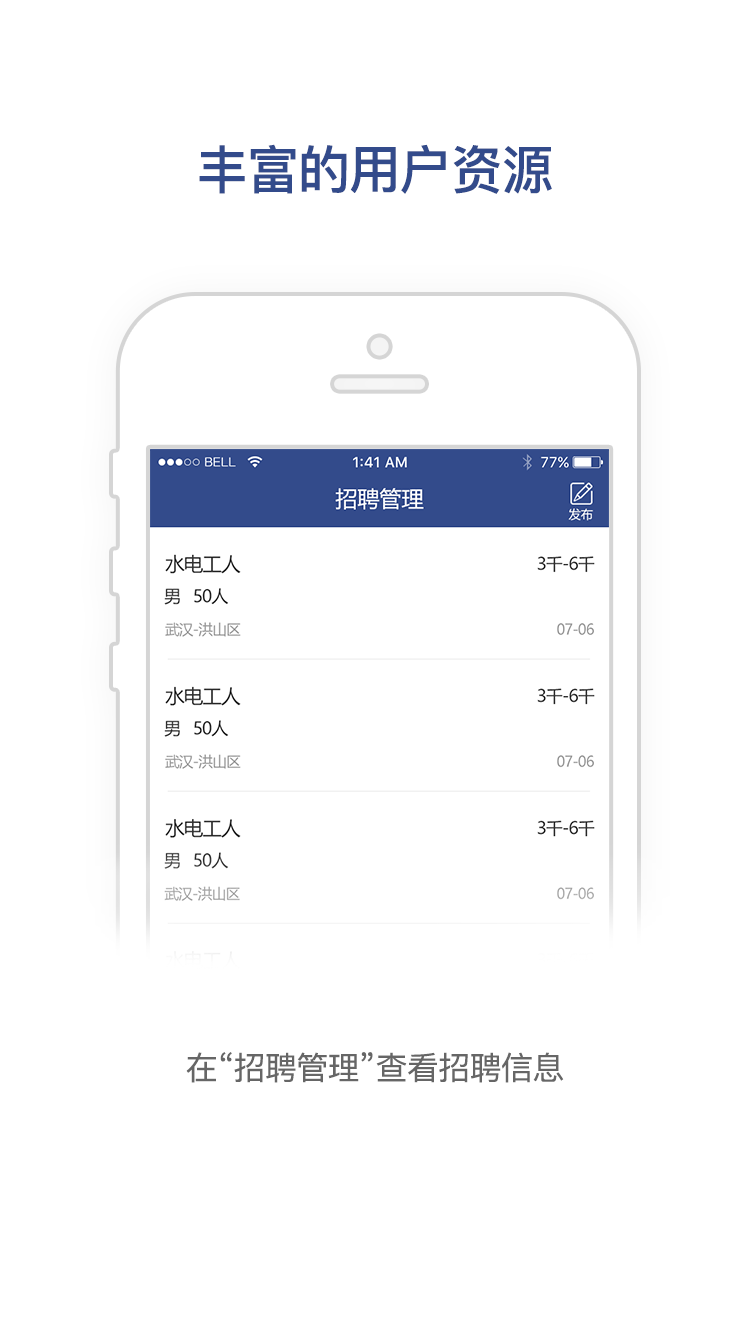 丰富的用户资源
BELL 1:41 AM 77%
招聘管理
发布
水电工人 3千-6千
男 50人
武汉-洪山区 07-06
水电工人 3千-6千
男 50人
武汉-洪山区 07-06
水电工人 3千-6千
男 50人
武汉-洪山区 07-06
在“招聘管理”查看招聘信息